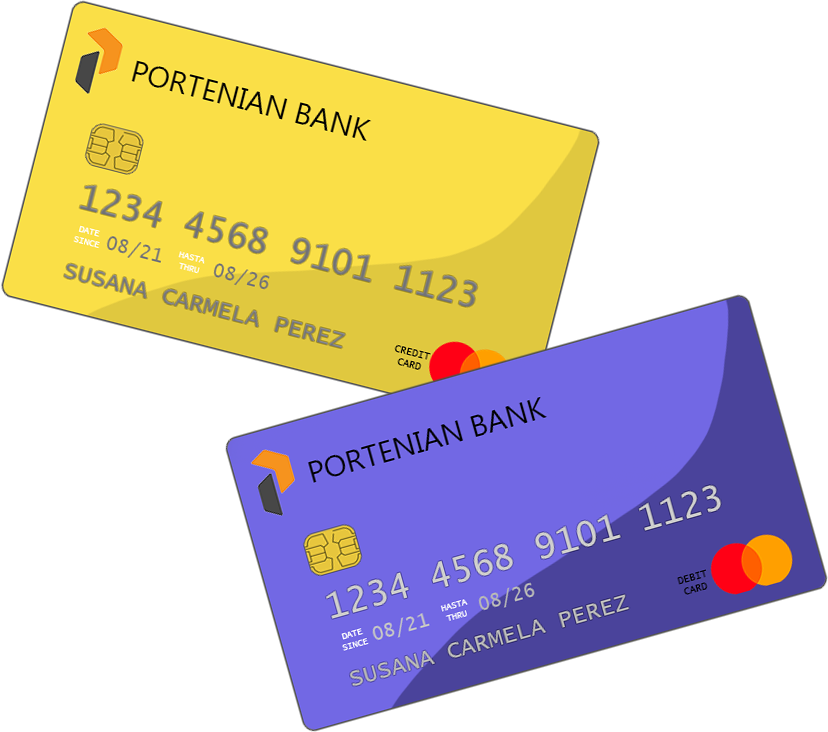 PORTENIAN BANK
1234 4568 9101 1123
DATE SINCE 08/21 HASTA THRU 08/26
SUSANA CARMELA PEREZ
CREDIT CARD
PORTENIAN BANK
1234 4568 9101 1123
DATE SINCE 08/21 HASTA THRU 08/26
SUSANA CARMELA PEREZ
DEBIT CARD